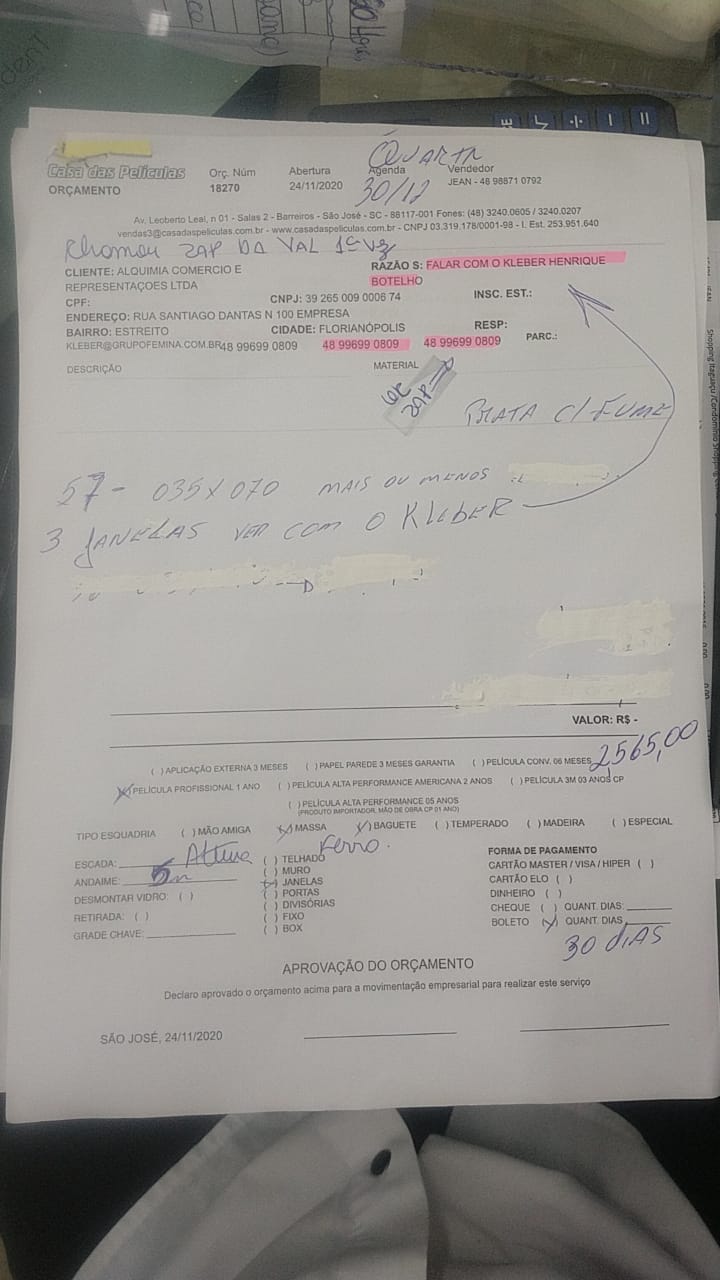 QUARTA
Casa das Películas Orç. Núm Abertura Agenda Vendedor
ORÇAMENTO 18270 24/11/2020 30/12 JEAN - 48 98871 0792
Av. Leoberto Leal, n 01 - Salas 2 - Barreiros - São José - SC - 88117-001 Fones: (48) 3240.0605 / 3240.0207
vendas3@casadaspeliculas.com.br - www.casadaspeliculas.com.br - CNPJ 03.319.178/0001-98 - I. Est. 253.951.640
ZAP DA VAL 1ª VZ
CLIENTE: ALQUIMIA COMERCIO E RAZÃO S: FALAR COM O KLEBER HENRIQUE
REPRESENTAÇOES LTDA BOTELHO
CPF: CNPJ: 39 265 009 0006 74 INSC. EST.:
ENDEREÇO: RUA SANTIAGO DANTAS N 100 EMPRESA
BAIRRO: ESTREITO CIDADE: FLORIANÓPOLIS RESP:
KLEBER@GRUPOFEMINA.COM.BR 48 99699 0809 48 99699 0809 48 99699 0809 PARC.:
DESCRIÇÃO MATERIAL
ZAP
PRATA C/ FUME
57 - 035X070 MAIS OU MENOS
3 JANELAS VER COM O KLEBER
VALOR: R$ -
2565,00
( ) APLICAÇÃO EXTERNA 3 MESES ( ) PAPEL PAREDE 3 MESES GARANTIA ( ) PELÍCULA CONV. 06 MESES
(X) PELÍCULA PROFISSIONAL 1 ANO ( ) PELÍCULA ALTA PERFORMANCE AMERICANA 2 ANOS ( ) PELÍCULA 3M 03 ANOS CP
( ) PELÍCULA ALTA PERFORMANCE 05 ANOS
(PRODUTO IMPORTADOR, MÃO DE OBRA CP 01 ANO)
TIPO ESQUADRIA ( ) MÃO AMIGA (X) MASSA (X) BAGUETE ( ) TEMPERADO ( ) MADEIRA ( ) ESPECIAL
Ferro.
ESCADA: Altura ( ) TELHADO FORMA DE PAGAMENTO
ANDAIME: 5m ( ) MURO CARTÃO MASTER / VISA / HIPER ( )
(X) JANELAS CARTÃO ELO ( )
DESMONTAR VIDRO: ( ) ( ) PORTAS DINHEIRO ( )
RETIRADA: ( ) ( ) DIVISÓRIAS CHEQUE ( ) QUANT. DIAS:
( ) FIXO BOLETO (X) QUANT. DIAS
GRADE CHAVE: ( ) BOX 30 DIAS
APROVAÇÃO DO ORÇAMENTO
Declaro aprovado o orçamento acima para a movimentação empresarial para realizar este serviço
SÃO JOSÉ, 24/11/2020